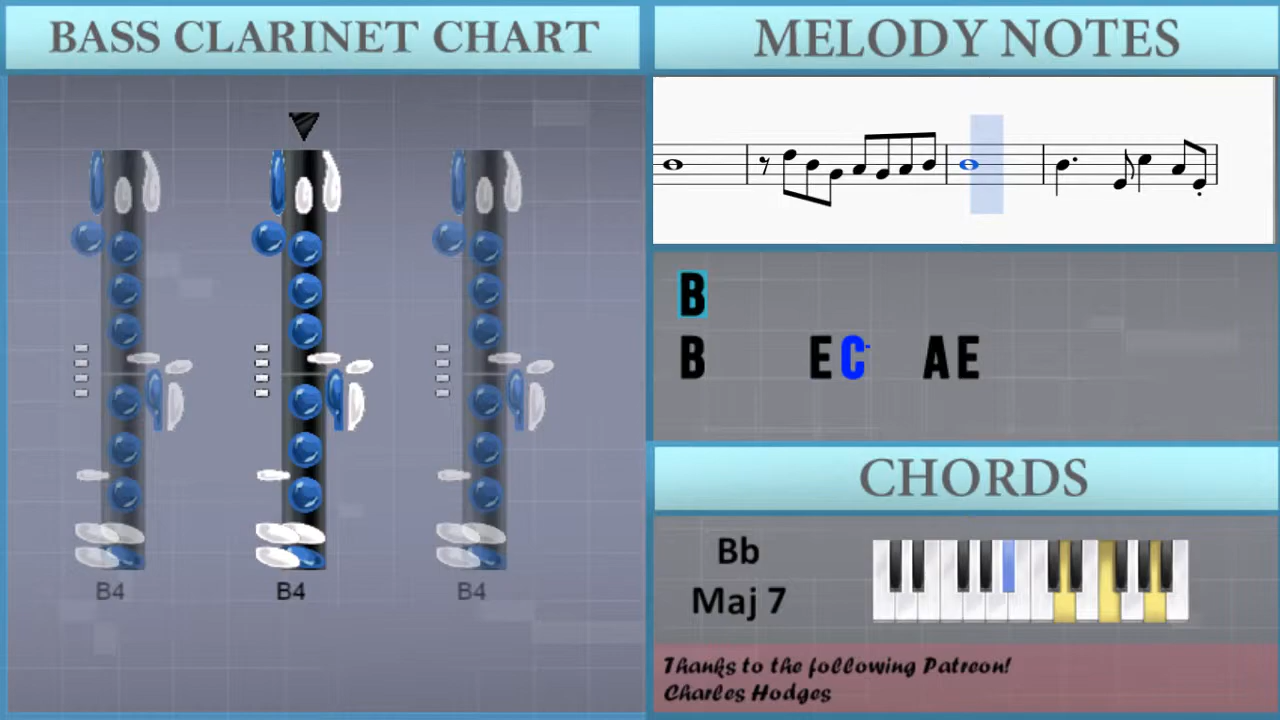 BASS CLARINET CHART
MELODY NOTES
B
B E C A E
B4 B4 B4
CHORDS
Bb
Maj 7
Thanks to the following Patreon!
Charles Hodges